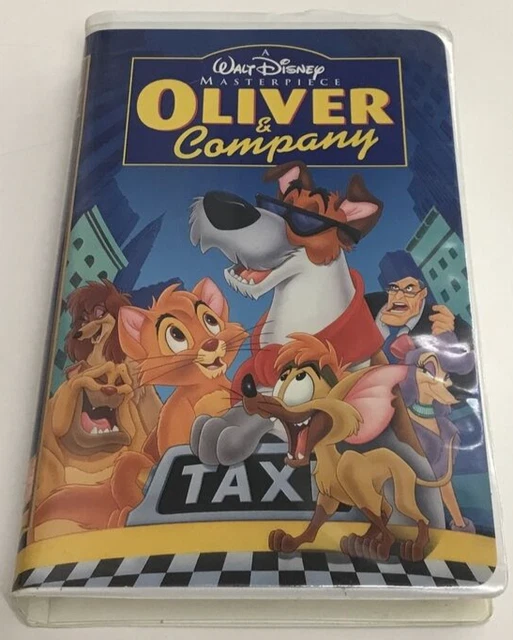 A
Walt Disney
MASTERPIECE
OLIVER
&
Company
TAXI